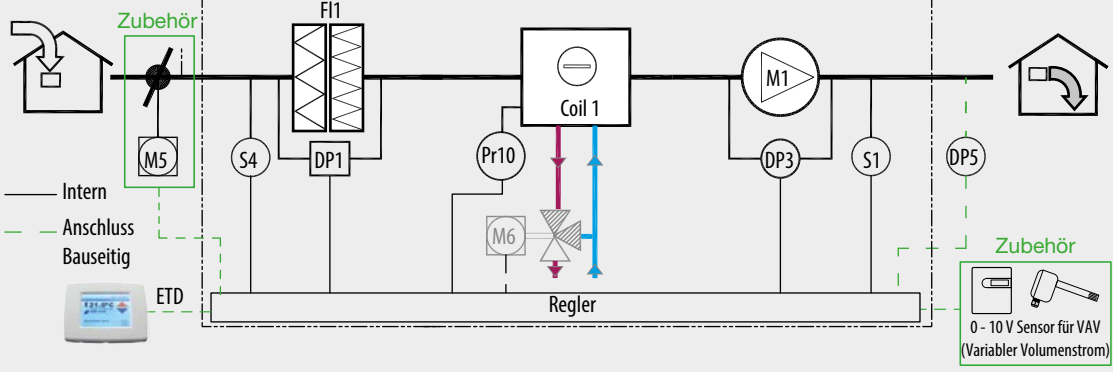 Fl1
Zubehör
M5
S4
DP1
Coil 1
Pr10
M6
M1
DP3
S1
DP5
Intern
Anschluss
Bauseitig
ETD
Regler
Zubehör
0 - 10 V Sensor für VAV
(Variabler Volumenstrom)